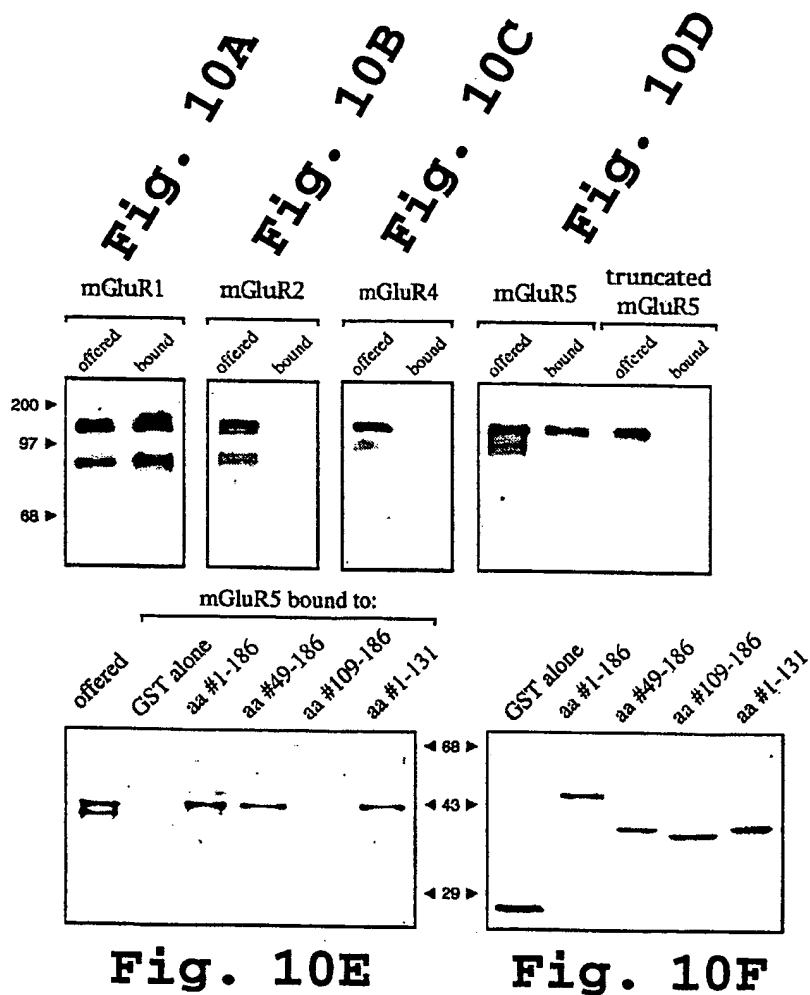 Fig. 10A
Fig. 10B
Fig. 10C
Fig. 10D
mGluR1
mGluR2
mGluR4
mGluR5
truncated
mGluR5
offered
bound
offered
bound
offered
bound
offered
bound
offered
bound
200 ►
97 ►
68 ►
mGluR5 bound to:
offered
GST alone
aa #1-186
aa #49-186
aa #109-186
aa #1-131
GST alone
aa #1-186
aa #49-186
aa #109-186
aa #1-131
◄ 68 ►
◄ 43 ►
◄ 29 ►
Fig. 10E
Fig. 10F